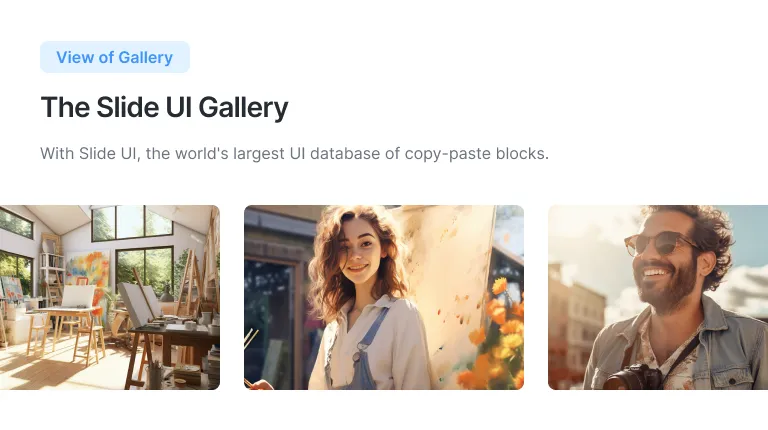 View of Gallery
The Slide UI Gallery
With Slide UI, the world's largest UI database of copy-paste blocks.